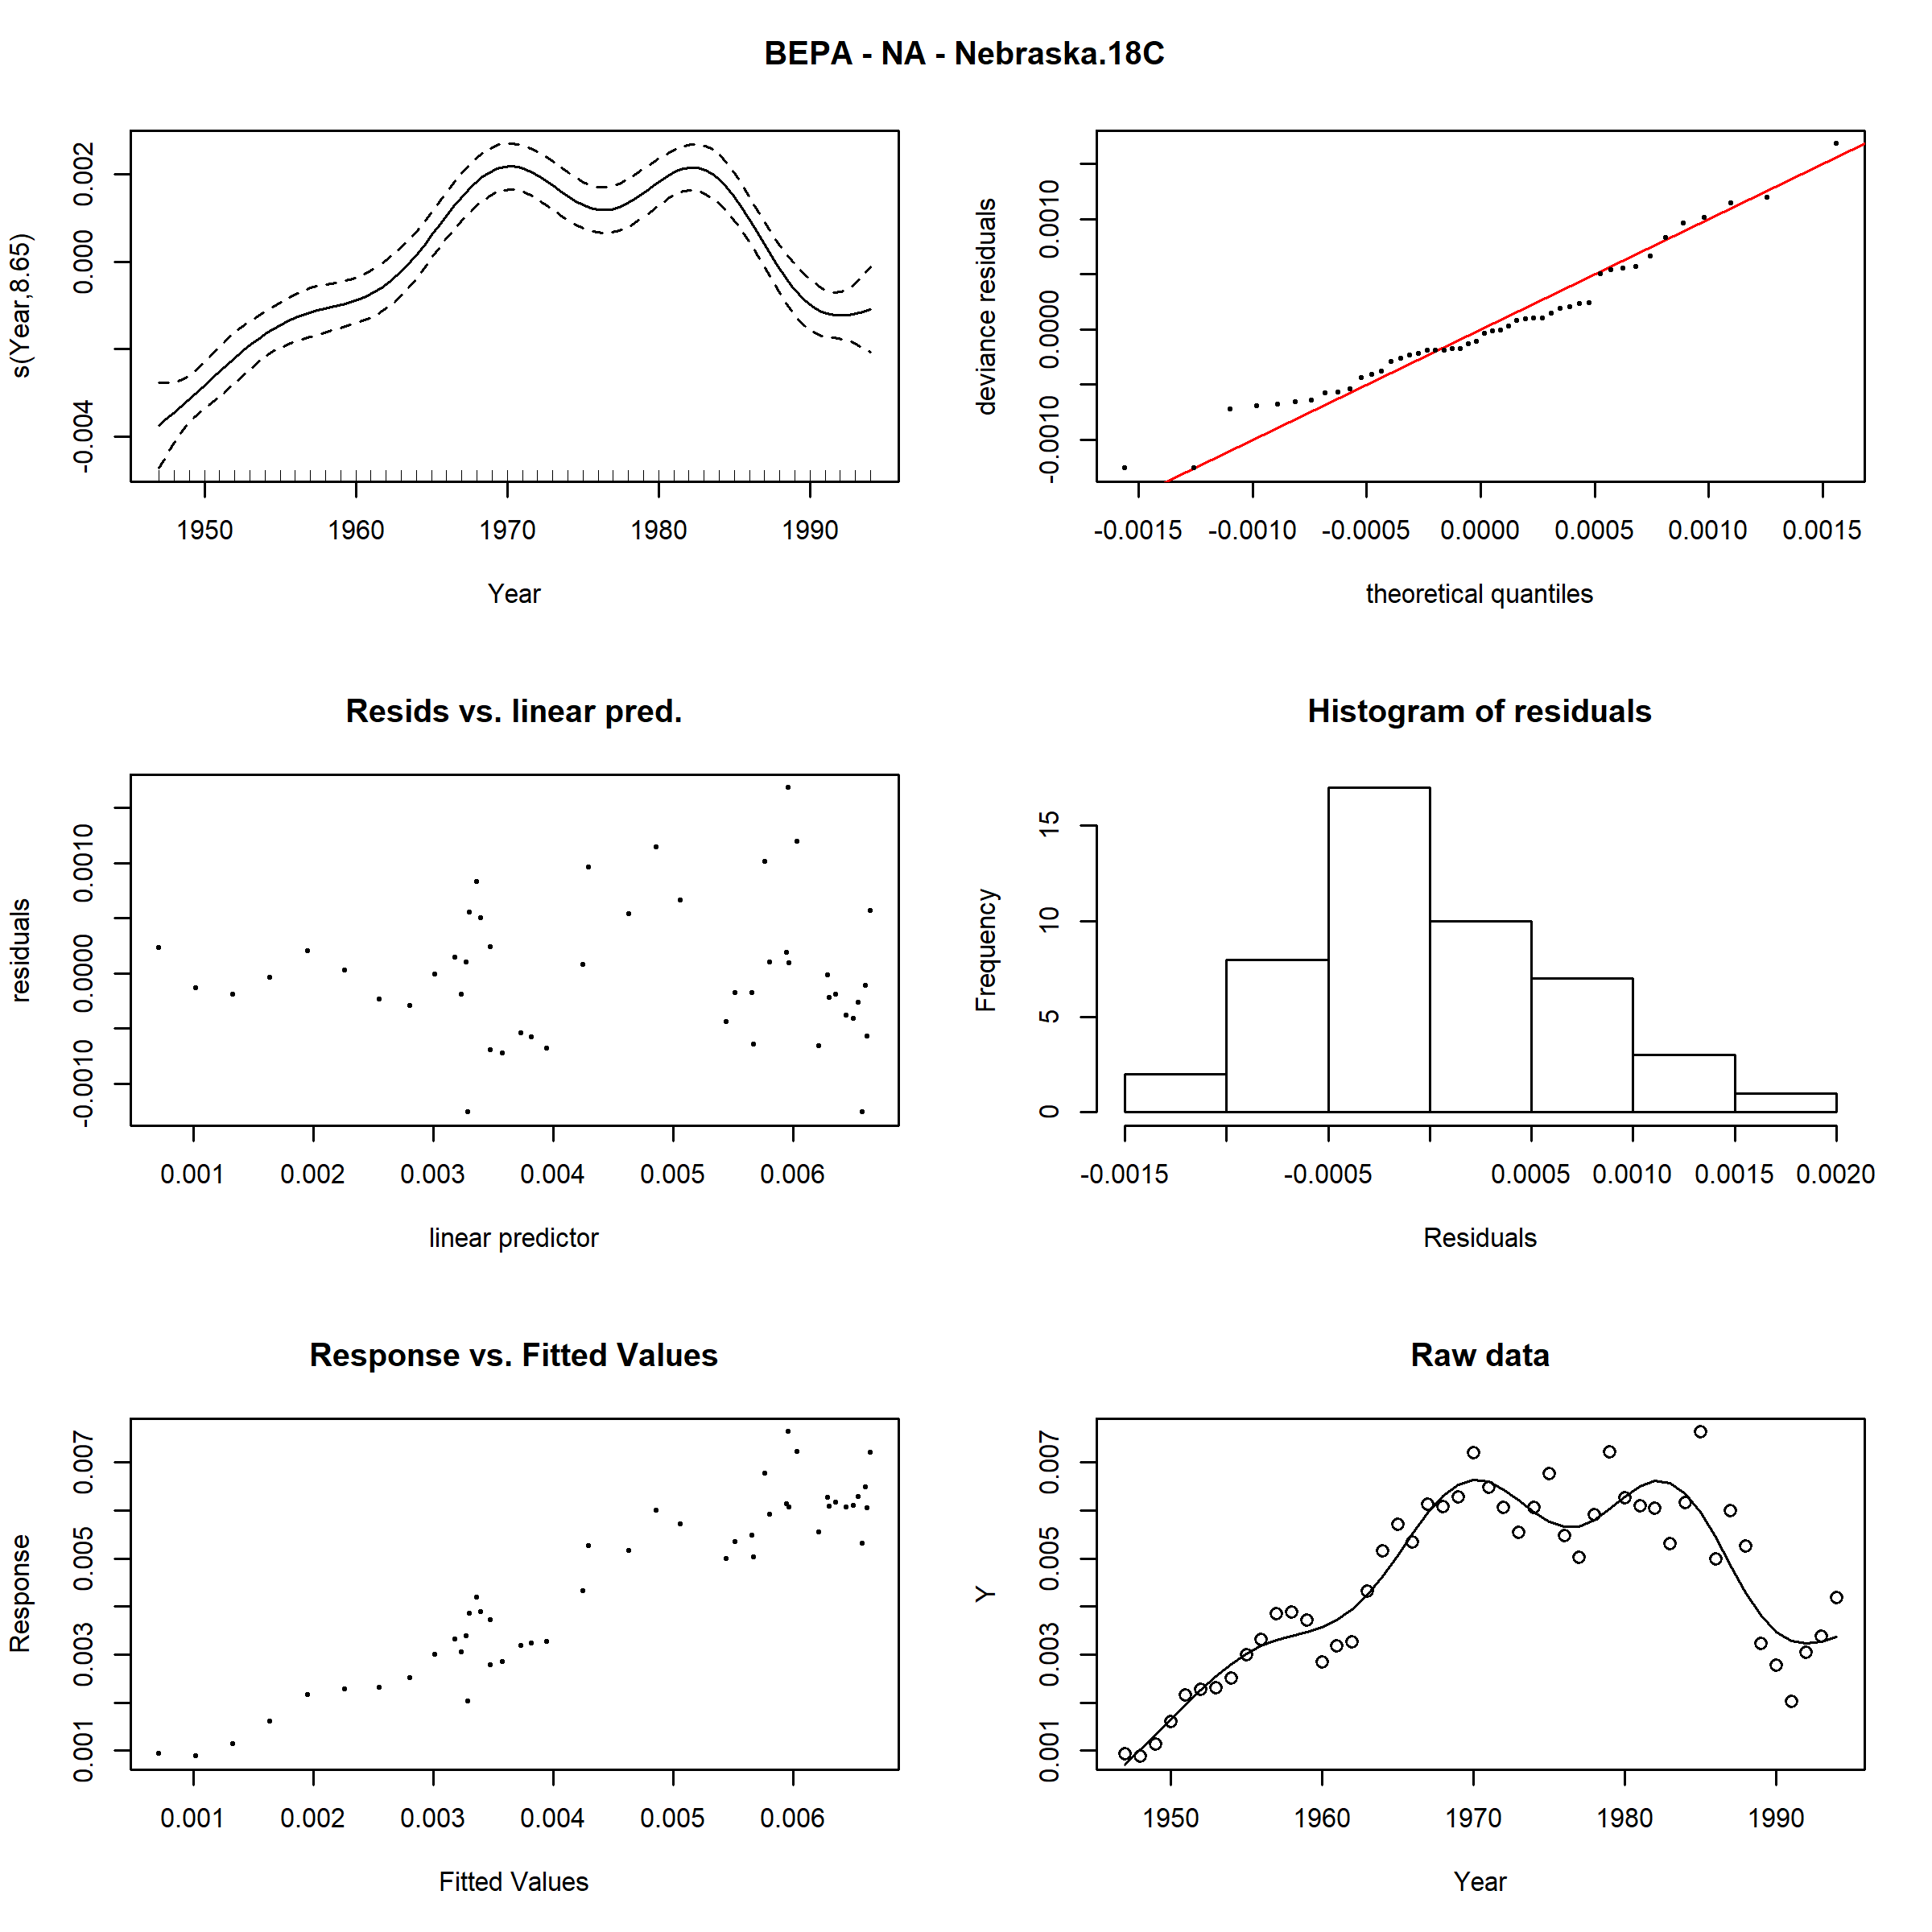 BEPA - NA - Nebraska.18C
s(Year,8.65)
0.002
0.000
-0.004
1950 1960 1970 1980 1990
Year
deviance residuals
0.0010
0.0000
-0.0010
-0.0015 -0.0010 -0.0005 0.0000 0.0005 0.0010 0.0015
theoretical quantiles
Resids vs. linear pred.
residuals
0.0010
0.0000
-0.0010
0.001 0.002 0.003 0.004 0.005 0.006
linear predictor
Histogram of residuals
Frequency
15
10
5
0
-0.0015 -0.0005 0.0005 0.0010 0.0015 0.0020
Residuals
Response vs. Fitted Values
Response
0.007
0.005
0.003
0.001
0.001 0.002 0.003 0.004 0.005 0.006
Fitted Values
Raw data
Y
0.007
0.005
0.003
0.001
1950 1960 1970 1980 1990
Year